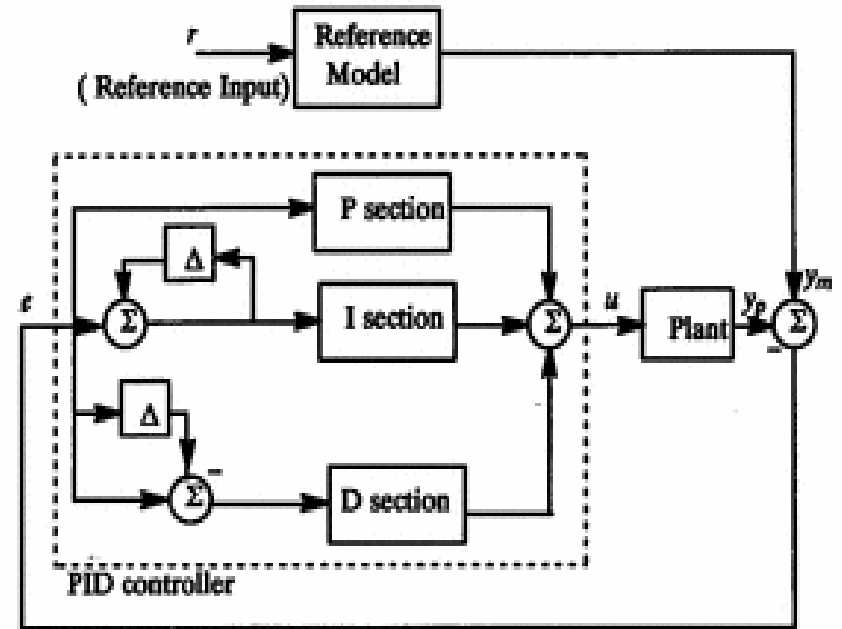 r
( Reference Input)
Reference
Model
P section
Δ
e
Σ
I section
Σ
u
Plant
y_p
y_m
Σ
-
Δ
-
Σ
D section
PID controller